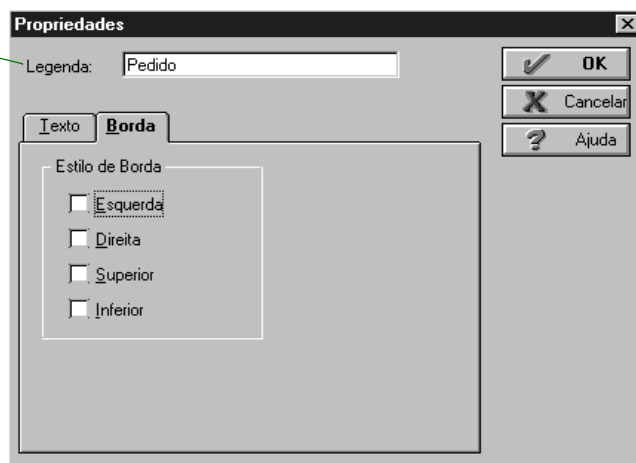 Propriedades
Legenda: Pedido
OK
Cancelar
Ajuda
Texto Borda
Estilo de Borda
Esquerda
Direita
Superior
Inferior